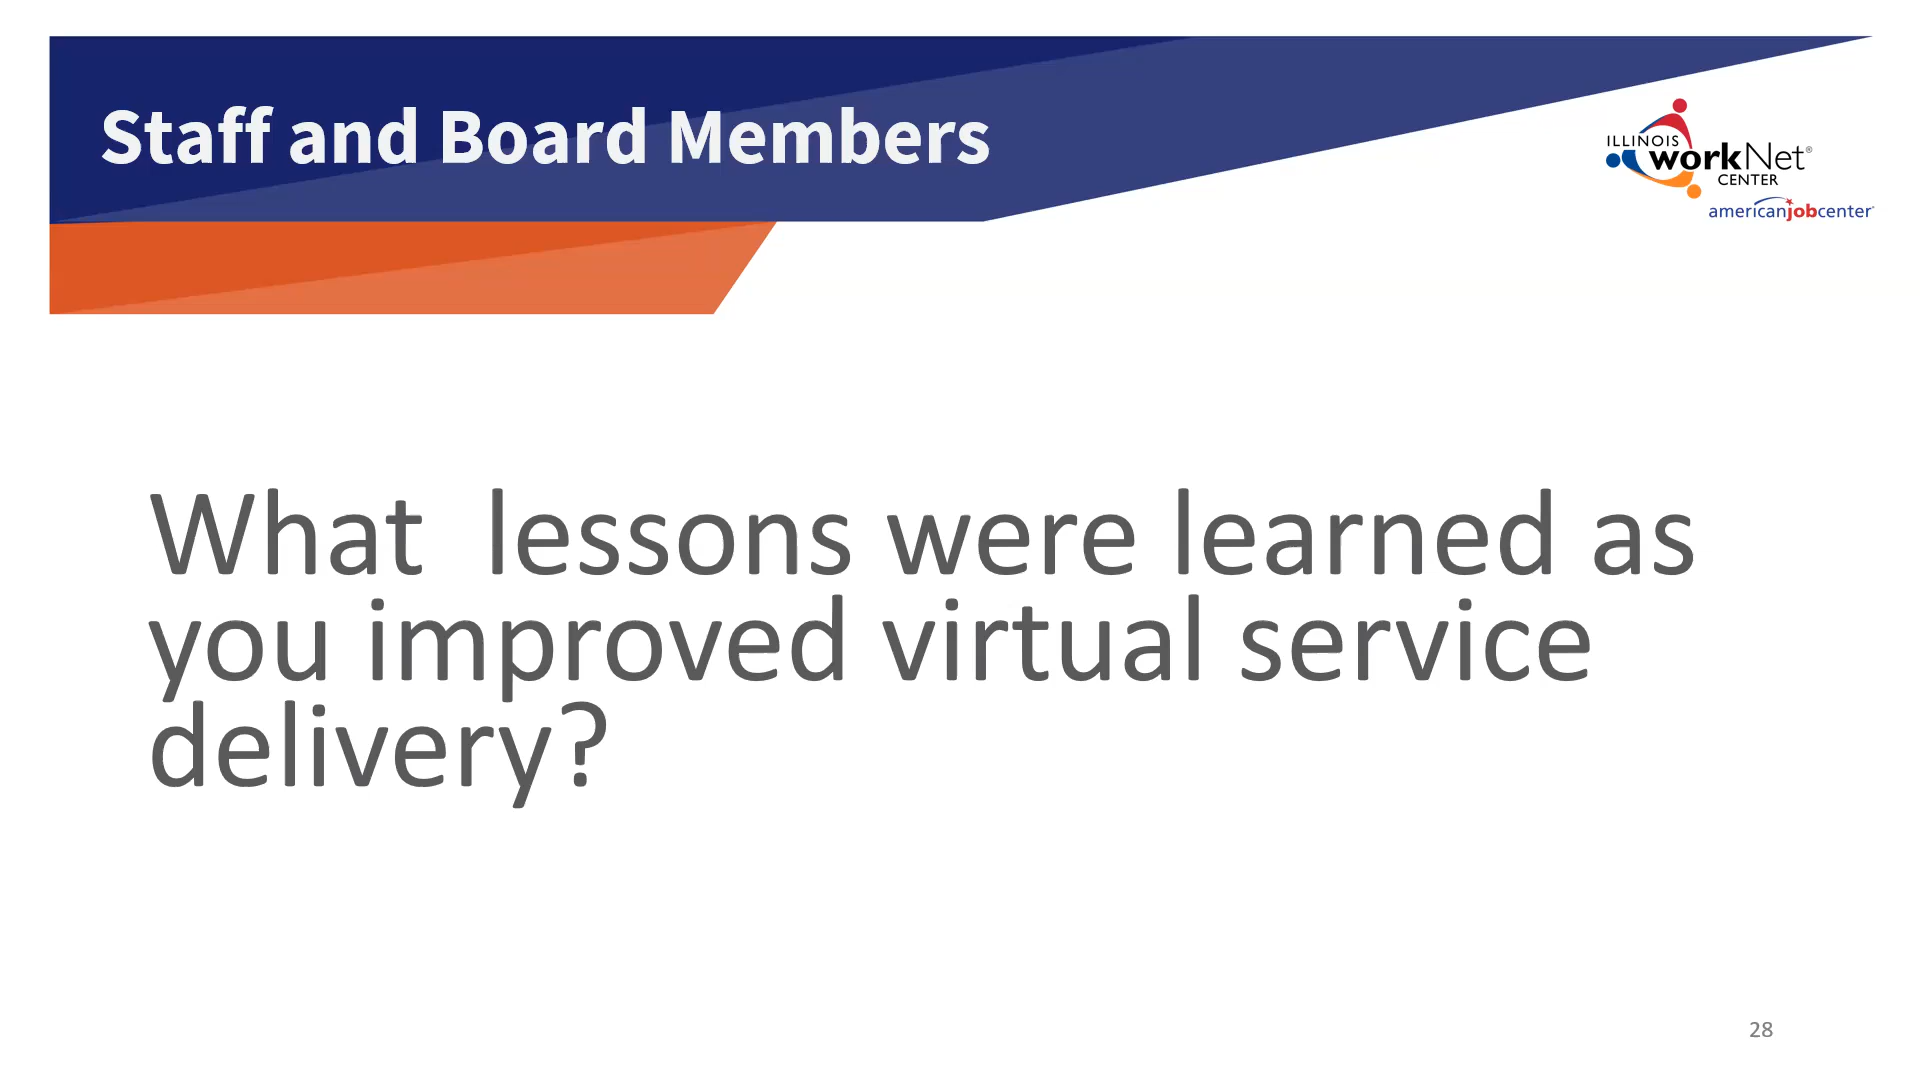 Staff and Board Members
ILLINOIS
workNet®
CENTER
americanjobcenter®
What  lessons were learned as
you improved virtual service
delivery?
28